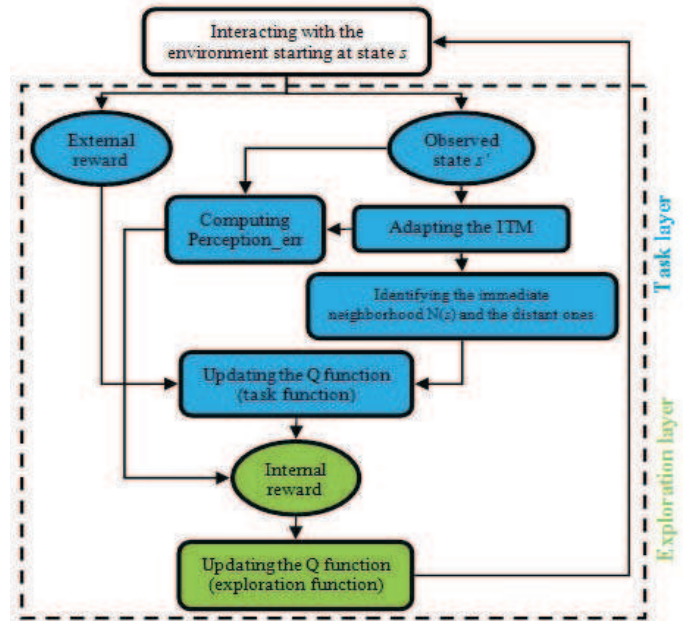 Interacting with the
environment starting at state s
External
reward
Observed
state s'
Computing
Perception_err
Adapting the ITM
Identifying the immediate
neighborhood N(s) and the distant ones
Updating the Q function
(task function)
Internal
reward
Updating the Q function
(exploration function)
Task layer
Exploration layer